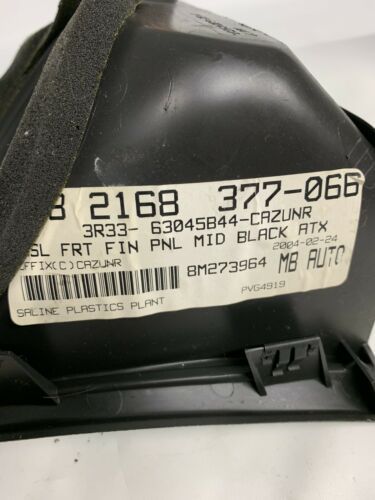 8 2168 377-066
3R33- 63045B44-CAZUNR
SL FRT FIN PNL MID BLACK ATX
FFIX(C)CAZUNR
2004-02-24
8M273964 MB AUTO
PVG4919
SALINE PLASTICS PLANT